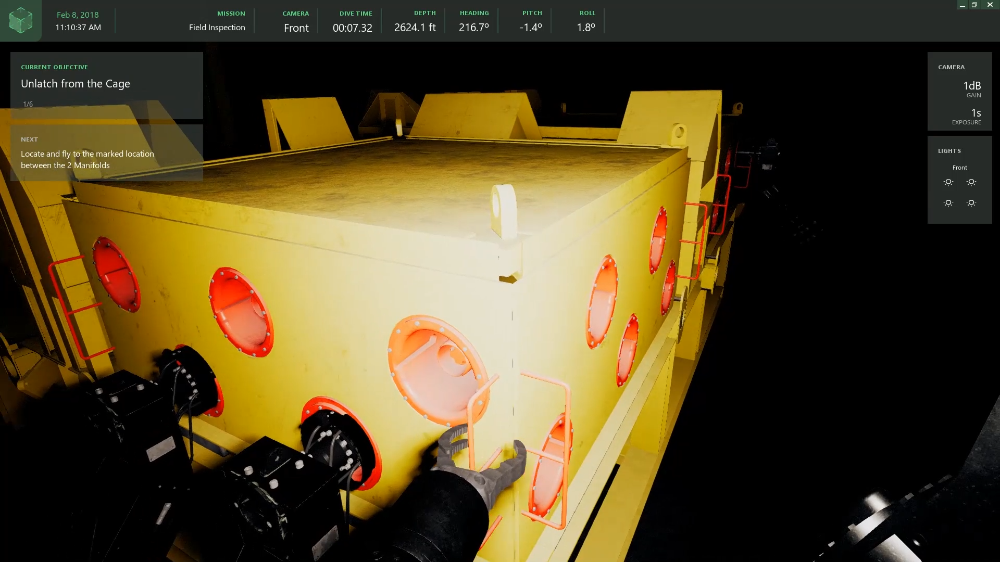 Feb 8, 2018
11:10:37 AM
MISSION
Field Inspection
CAMERA
Front
DIVE TIME
00:07.32
DEPTH
2624.1 ft
HEADING
216.7º
PITCH
-1.4º
ROLL
1.8º
CURRENT OBJECTIVE
Unlatch from the Cage
1/6
NEXT
Locate and fly to the marked location
between the 2 Manifolds
CAMERA
1dB
GAIN
1s
EXPOSURE
LIGHTS
Front